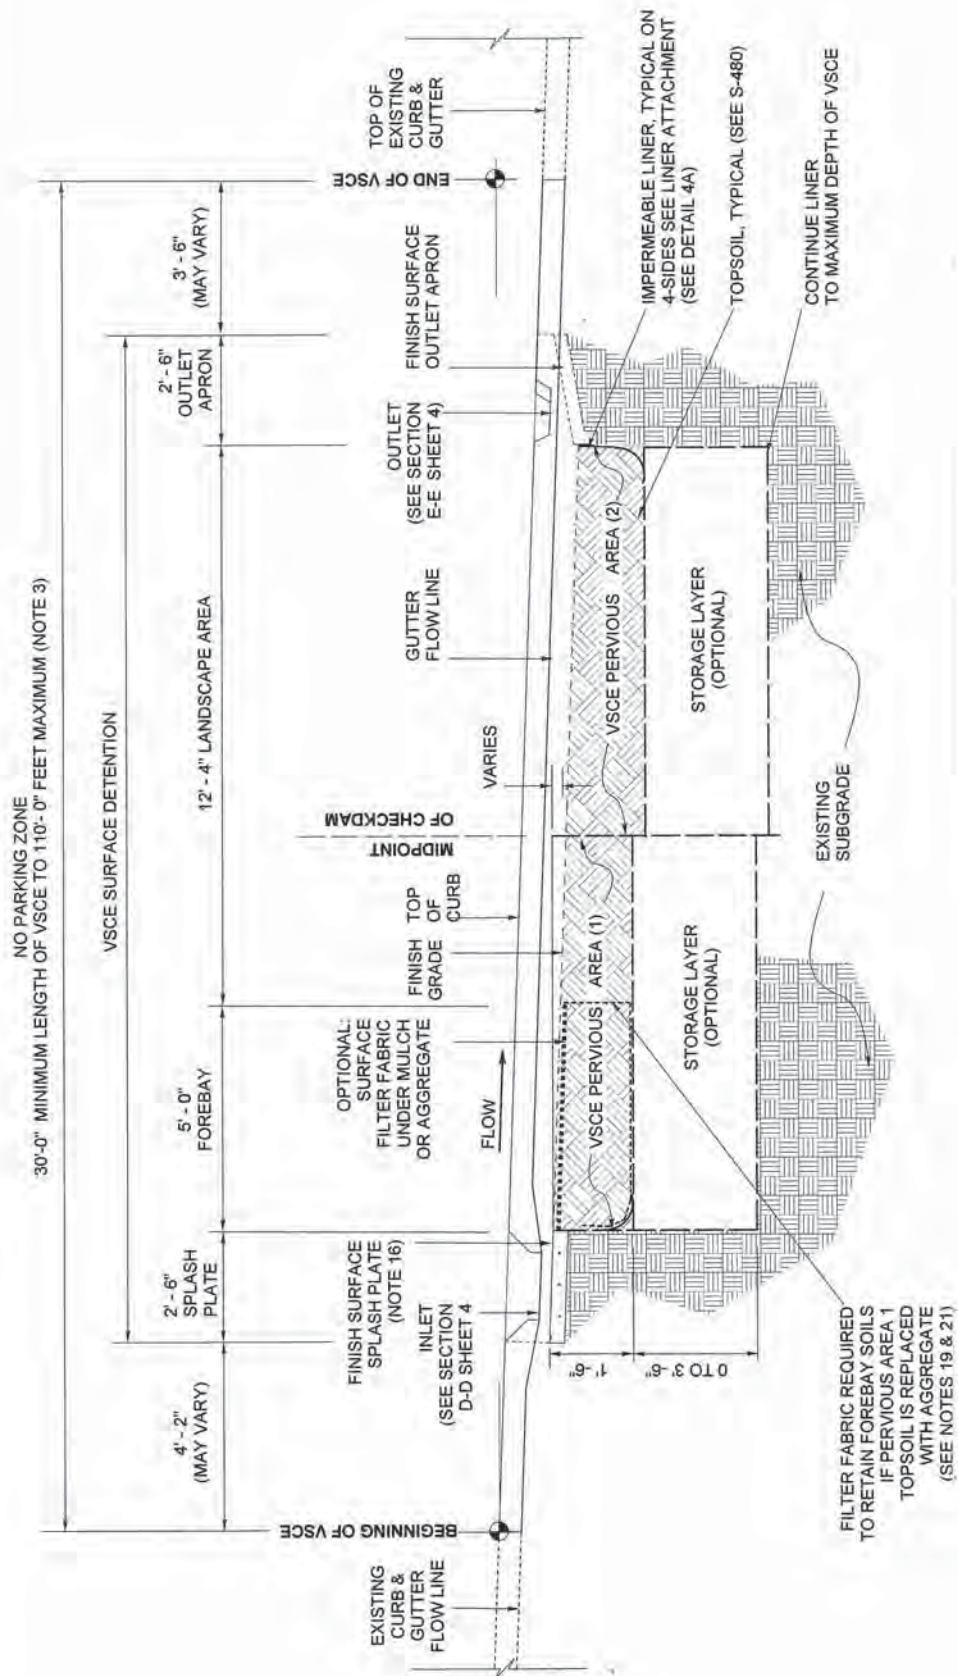 NO PARKING ZONE
30'-0" MINIMUM LENGTH OF VSCE TO 110'- 0" FEET MAXIMUM (NOTE 3)
VSCE SURFACE DETENTION
4' - 2"
(MAY VARY)
2' - 6"
SPLASH
PLATE
5' - 0"
FOREBAY
12' - 4" LANDSCAPE AREA
2' - 6"
OUTLET
APRON
3' - 6"
(MAY VARY)
BEGINNING OF VSCE
MIDPOINT
OF CHECKDAM
END OF VSCE
EXISTING
CURB &
GUTTER
FLOW LINE
FINISH SURFACE
SPLASH PLATE
(NOTE 16)
INLET
(SEE SECTION
D-D SHEET 4
OPTIONAL:
SURFACE
FILTER FABRIC
UNDER MULCH
OR AGGREGATE
FLOW
FINISH
GRADE
TOP
OF
CURB
VARIES
GUTTER
FLOW LINE
OUTLET
(SEE SECTION
E-E SHEET 4)
FINISH SURFACE
OUTLET APRON
TOP OF
EXISTING
CURB &
GUTTER
1'-6"
0 TO 3'-6"
VSCE PERVIOUS AREA (1)
VSCE PERVIOUS AREA (2)
STORAGE LAYER
(OPTIONAL)
STORAGE LAYER
(OPTIONAL)
IMPERMEABLE LINER, TYPICAL ON
4-SIDES SEE LINER ATTACHMENT
(SEE DETAIL 4A)
TOPSOIL, TYPICAL (SEE S-480)
CONTINUE LINER
TO MAXIMUM DEPTH OF VSCE
EXISTING
SUBGRADE
FILTER FABRIC REQUIRED
TO RETAIN FOREBAY SOILS
IF PERVIOUS AREA 1
TOPSOIL IS REPLACED
WITH AGGREGATE
(SEE NOTES 19 & 21)